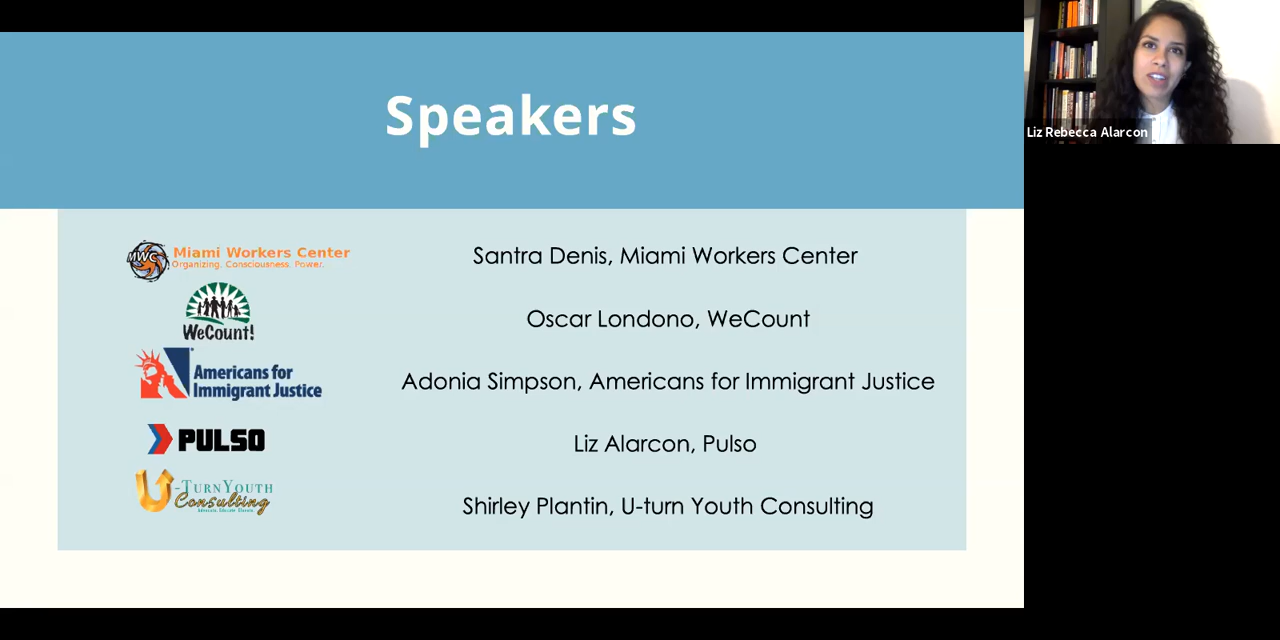 Speakers
Liz Rebecca Alarcon
MWC
Miami Workers Center
Organizing. Consciousness. Power.
Santra Denis, Miami Workers Center
WeCount!
Oscar Londono, WeCount
Americans for
Immigrant Justice
Adonia Simpson, Americans for Immigrant Justice
PULSO
Liz Alarcon, Pulso
U-TURNYOUTH
Consulting
Shirley Plantin, U-turn Youth Consulting